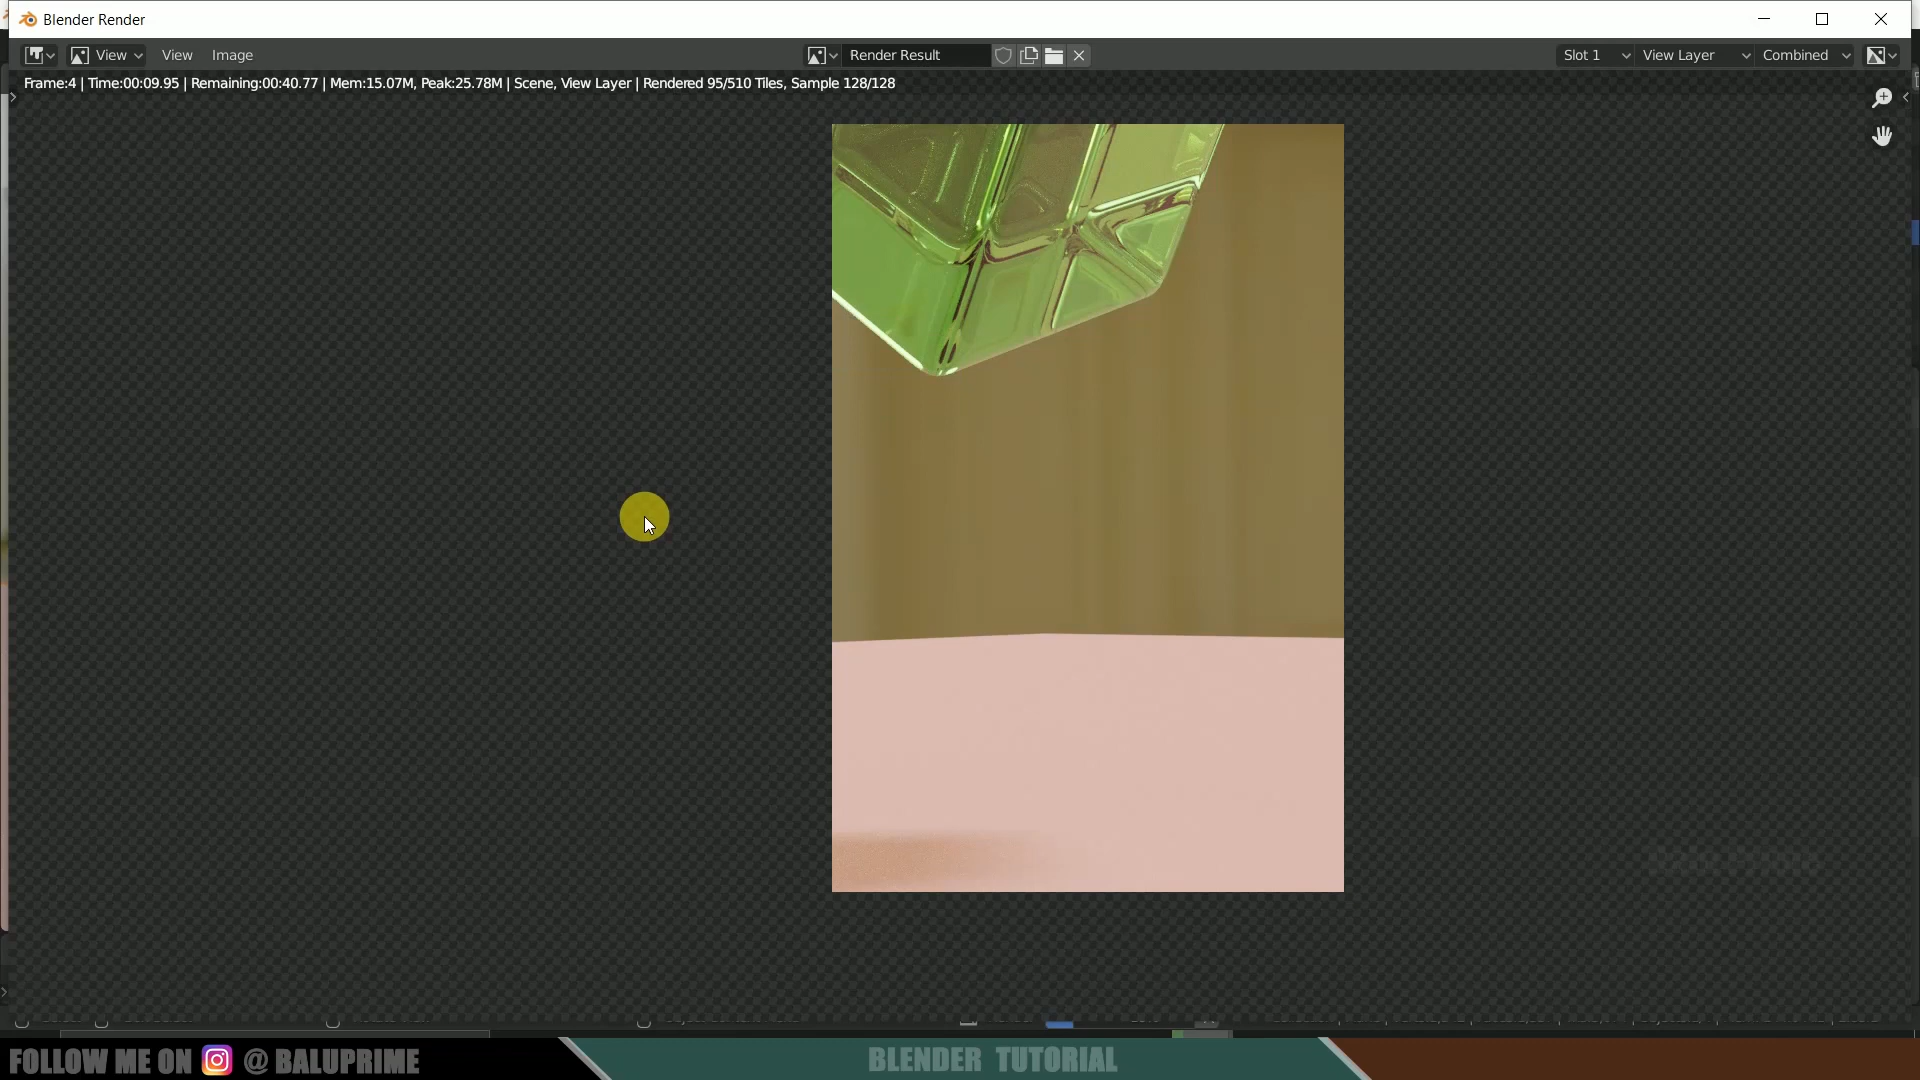 Blender Render
View View Image Render Result Slot 1 View Layer Combined
Frame:4 | Time:00:09.95 | Remaining:00:40.77 | Mem:15.07M, Peak:25.78M | Scene, View Layer | Rendered 95/510 Tiles, Sample 128/128
FOLLOW ME ON @ BALUPRIME BLENDER TUTORIAL